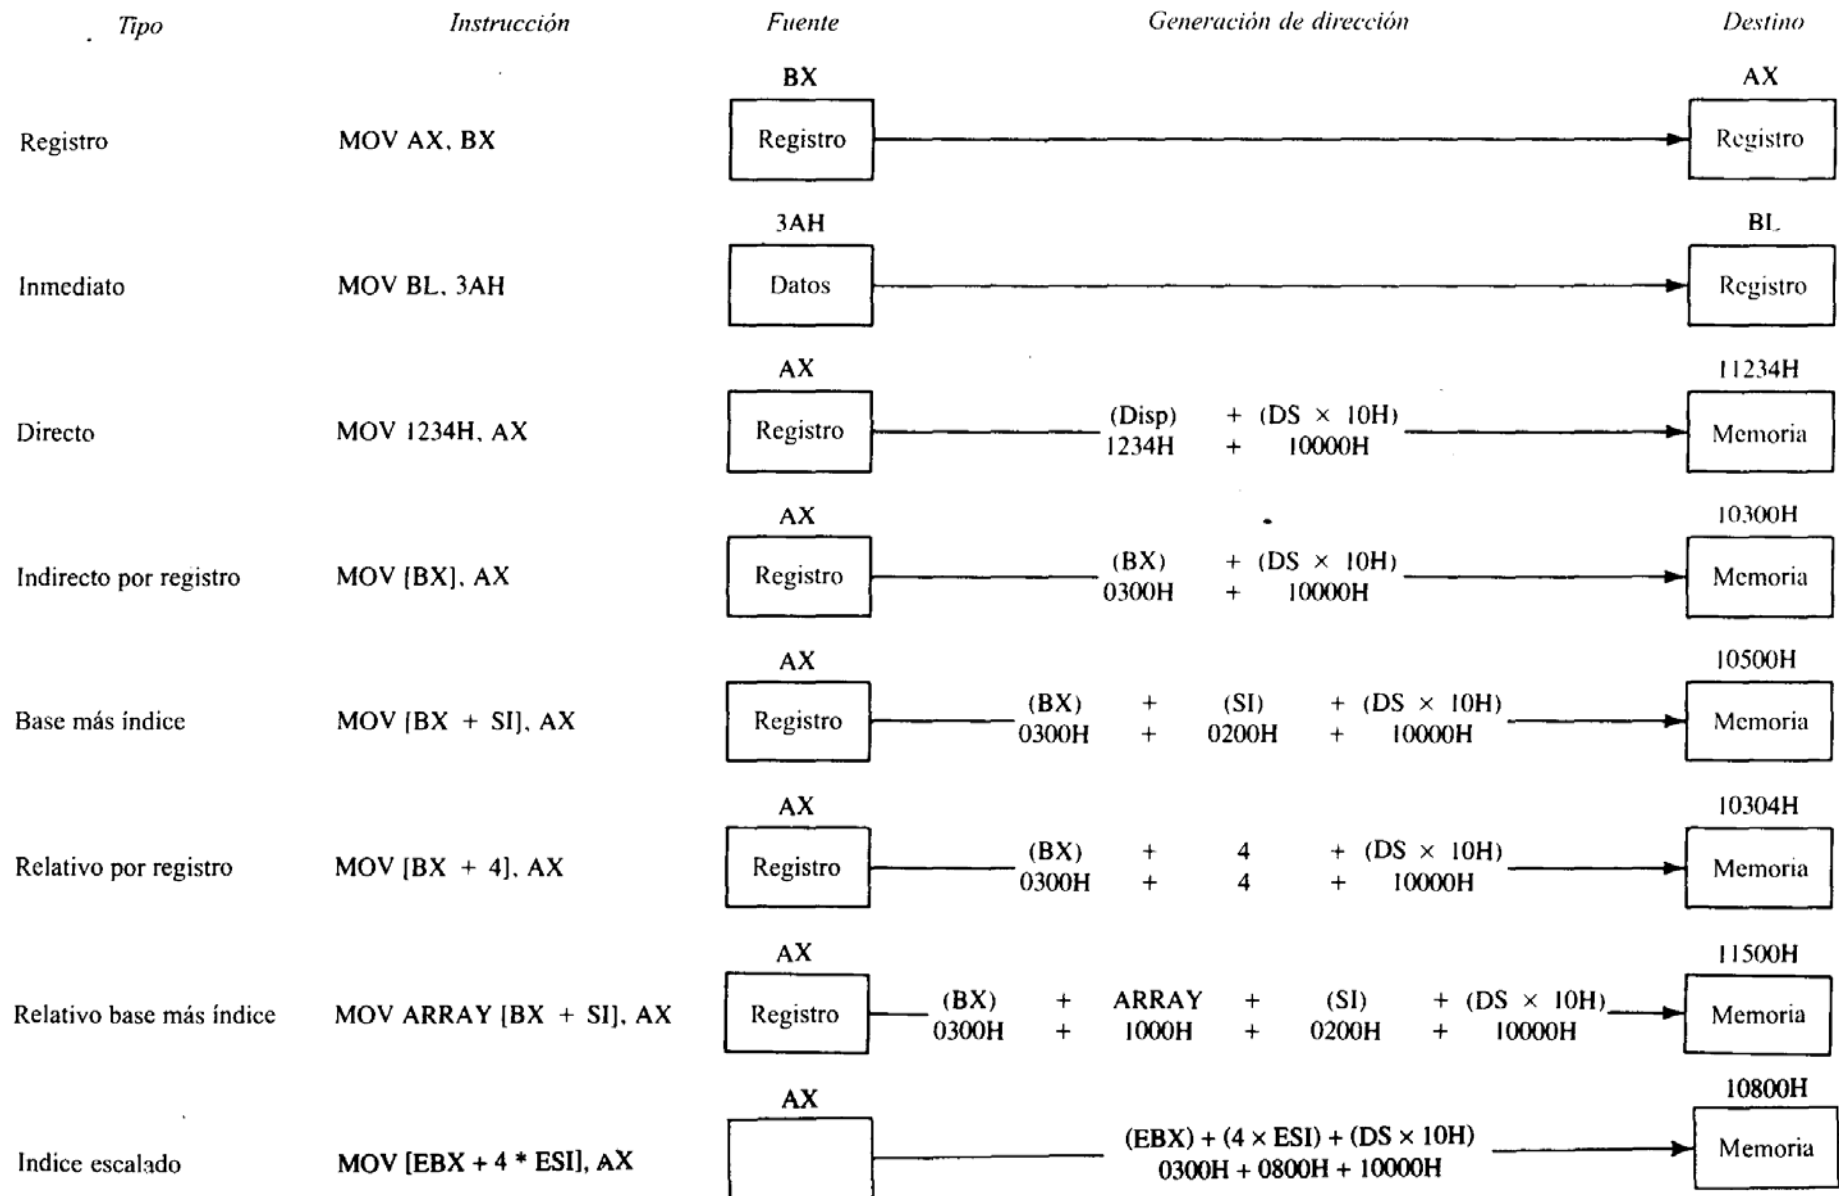 Tipo Instrucción Fuente Generación de dirección Destino
BX AX
Registro MOV AX, BX Registro Registro
3AH BL
Inmediato MOV BL, 3AH Datos Registro
AX 11234H
Directo MOV 1234H, AX Registro (Disp) + (DS × 10H) Memoria
1234H + 10000H
AX 10300H
Indirecto por registro MOV [BX], AX Registro (BX) + (DS × 10H) Memoria
0300H + 10000H
AX 10500H
Base más índice MOV [BX + SI], AX Registro (BX) + (SI) + (DS × 10H) Memoria
0300H + 0200H + 10000H
AX 10304H
Relativo por registro MOV [BX + 4], AX Registro (BX) + 4 + (DS × 10H) Memoria
0300H + 4 + 10000H
AX 11500H
Relativo base más índice MOV ARRAY [BX + SI], AX Registro (BX) + ARRAY + (SI) + (DS × 10H) Memoria
0300H + 1000H + 0200H + 10000H
AX 10800H
Indice escalado MOV [EBX + 4 * ESI], AX (EBX) + (4 × ESI) + (DS × 10H) Memoria
0300H + 0800H + 10000H